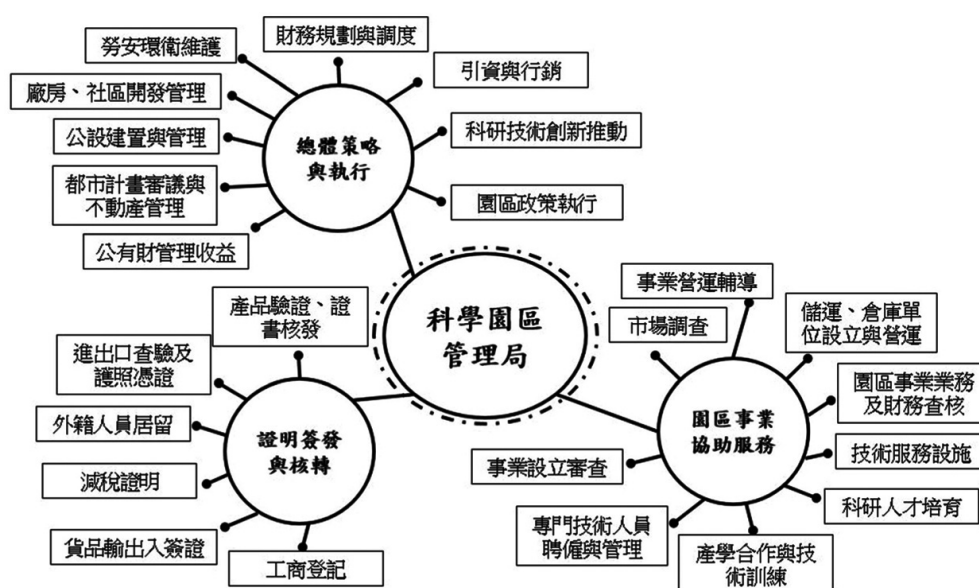 財務規劃與調度
勞安環衛維護
引資與行銷
廠房、社區開發管理
公設建置與管理
科研技術創新推動
總體策略
與執行
都市計畫審議與
不動產管理
園區政策執行
公有財管理收益
科學園區
管理局
產品驗證、證
書核發
進出口查驗及
護照憑證
外籍人員居留
證明簽發
與核轉
減稅證明
貨品輸出入簽證
工商登記
事業營運輔導
市場調查
儲運、倉庫單
位設立與營運
園區事業業務
及財務查核
園區事業
協助服務
事業設立審查
技術服務設施
科研人才培育
專門技術人員
聘僱與管理
產學合作與技
術訓練